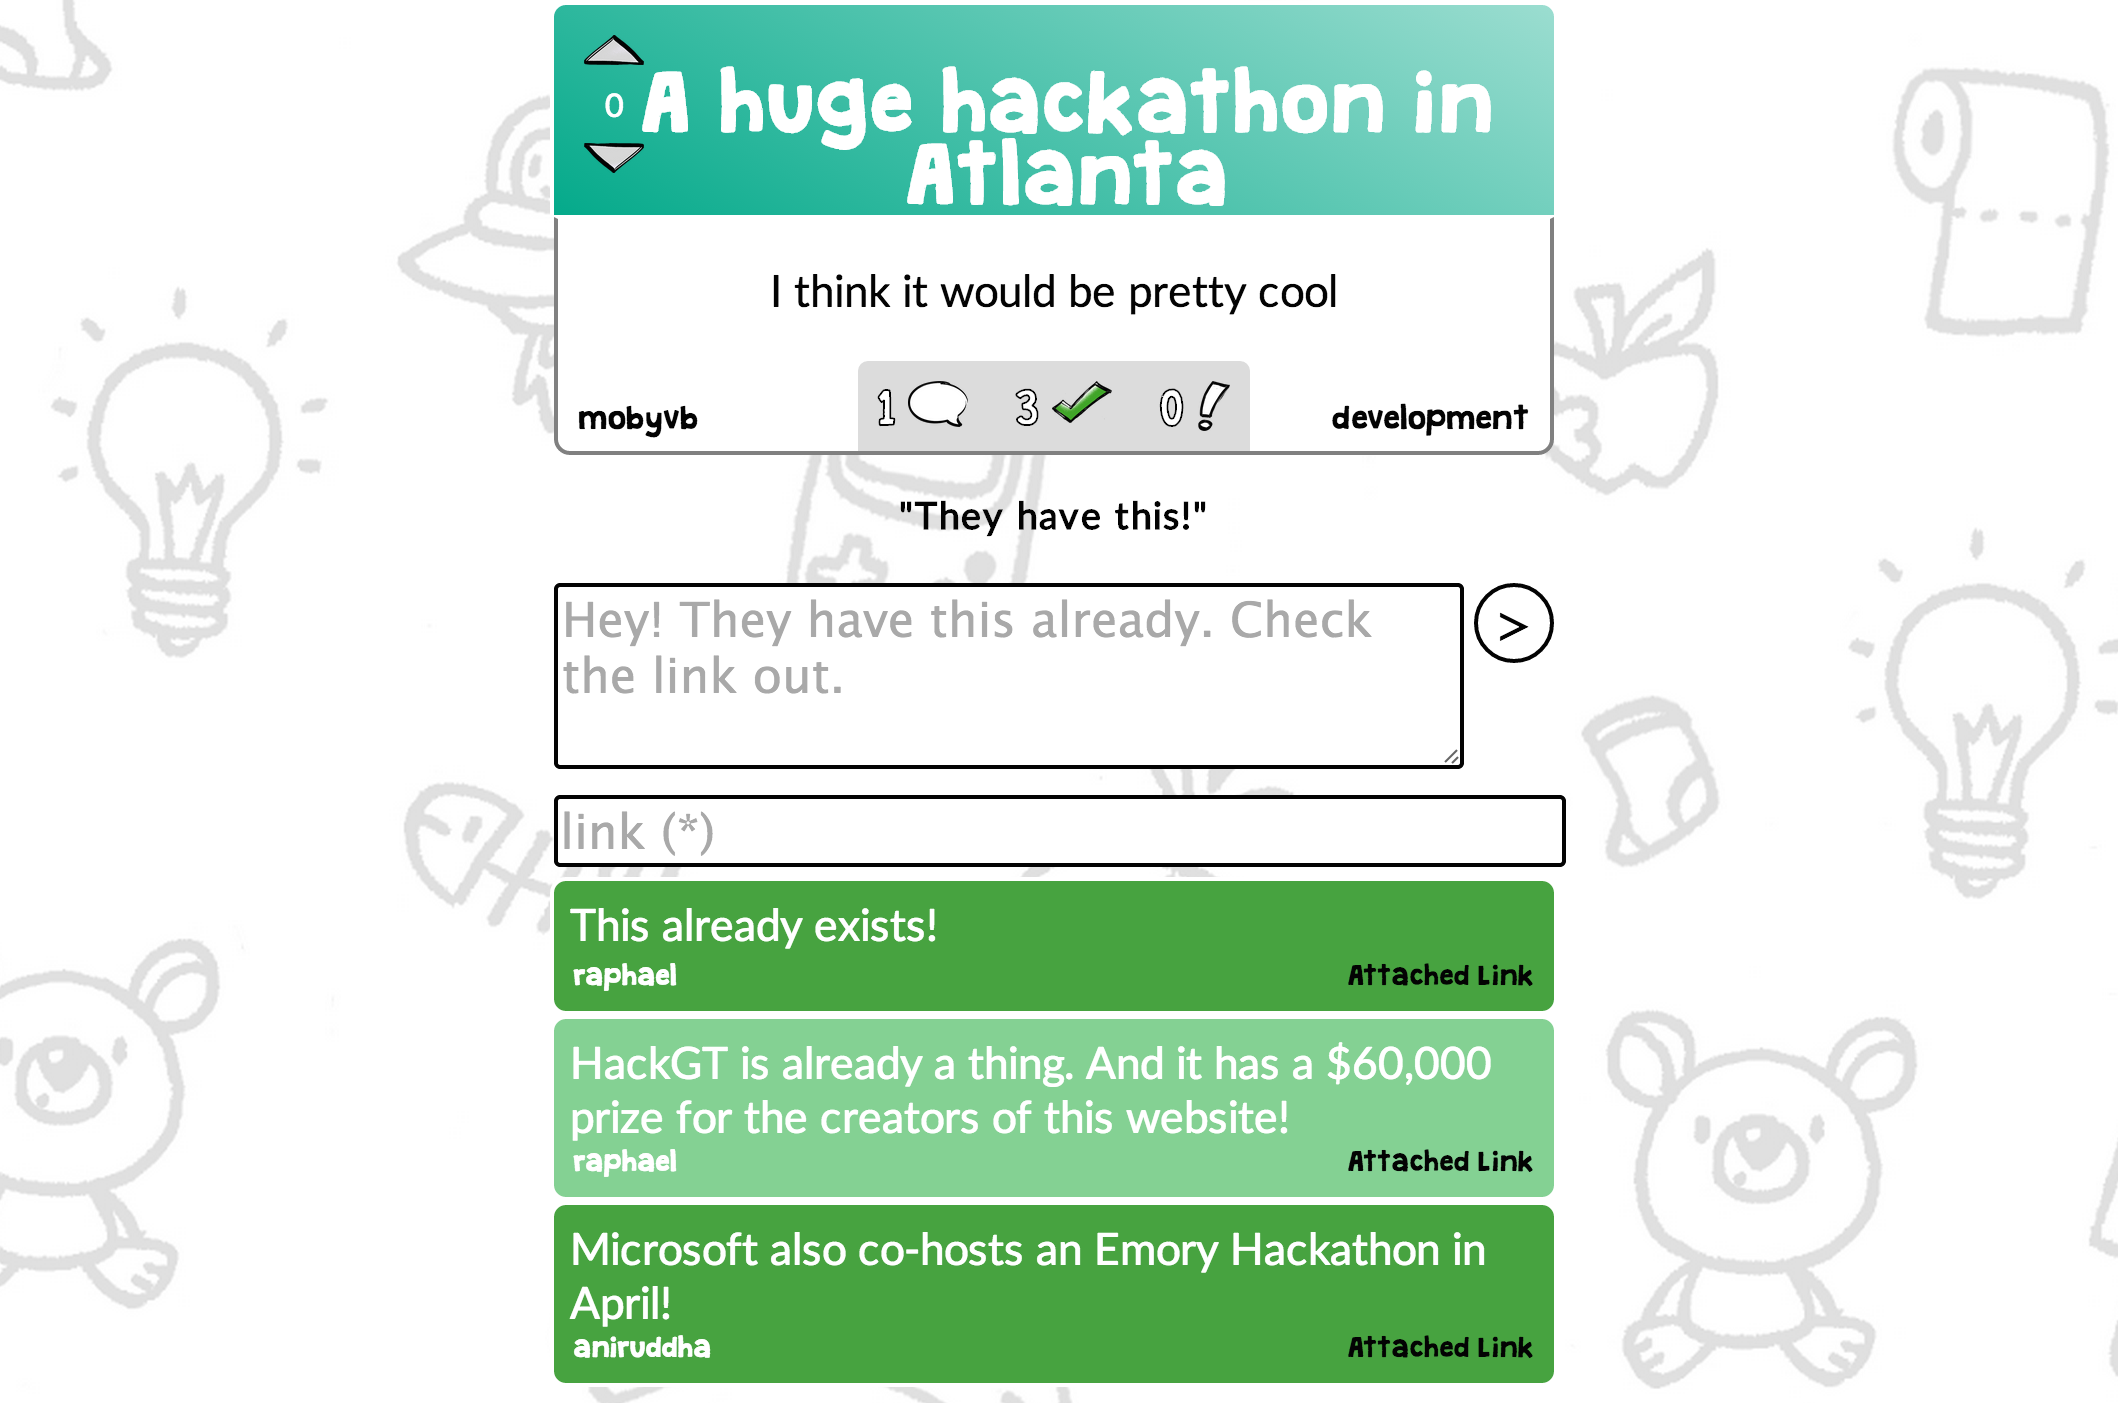 0
A huge hackathon in
Atlanta
I think it would be pretty cool
mobyvb
1
3
0
development
"They have this!"
Hey! They have this already. Check
the link out.
>
link (*)
This already exists!
raphael
Attached Link
HackGT is already a thing. And it has a $60,000
prize for the creators of this website!
raphael
Attached Link
Microsoft also co-hosts an Emory Hackathon in
April!
aniruddha
Attached Link